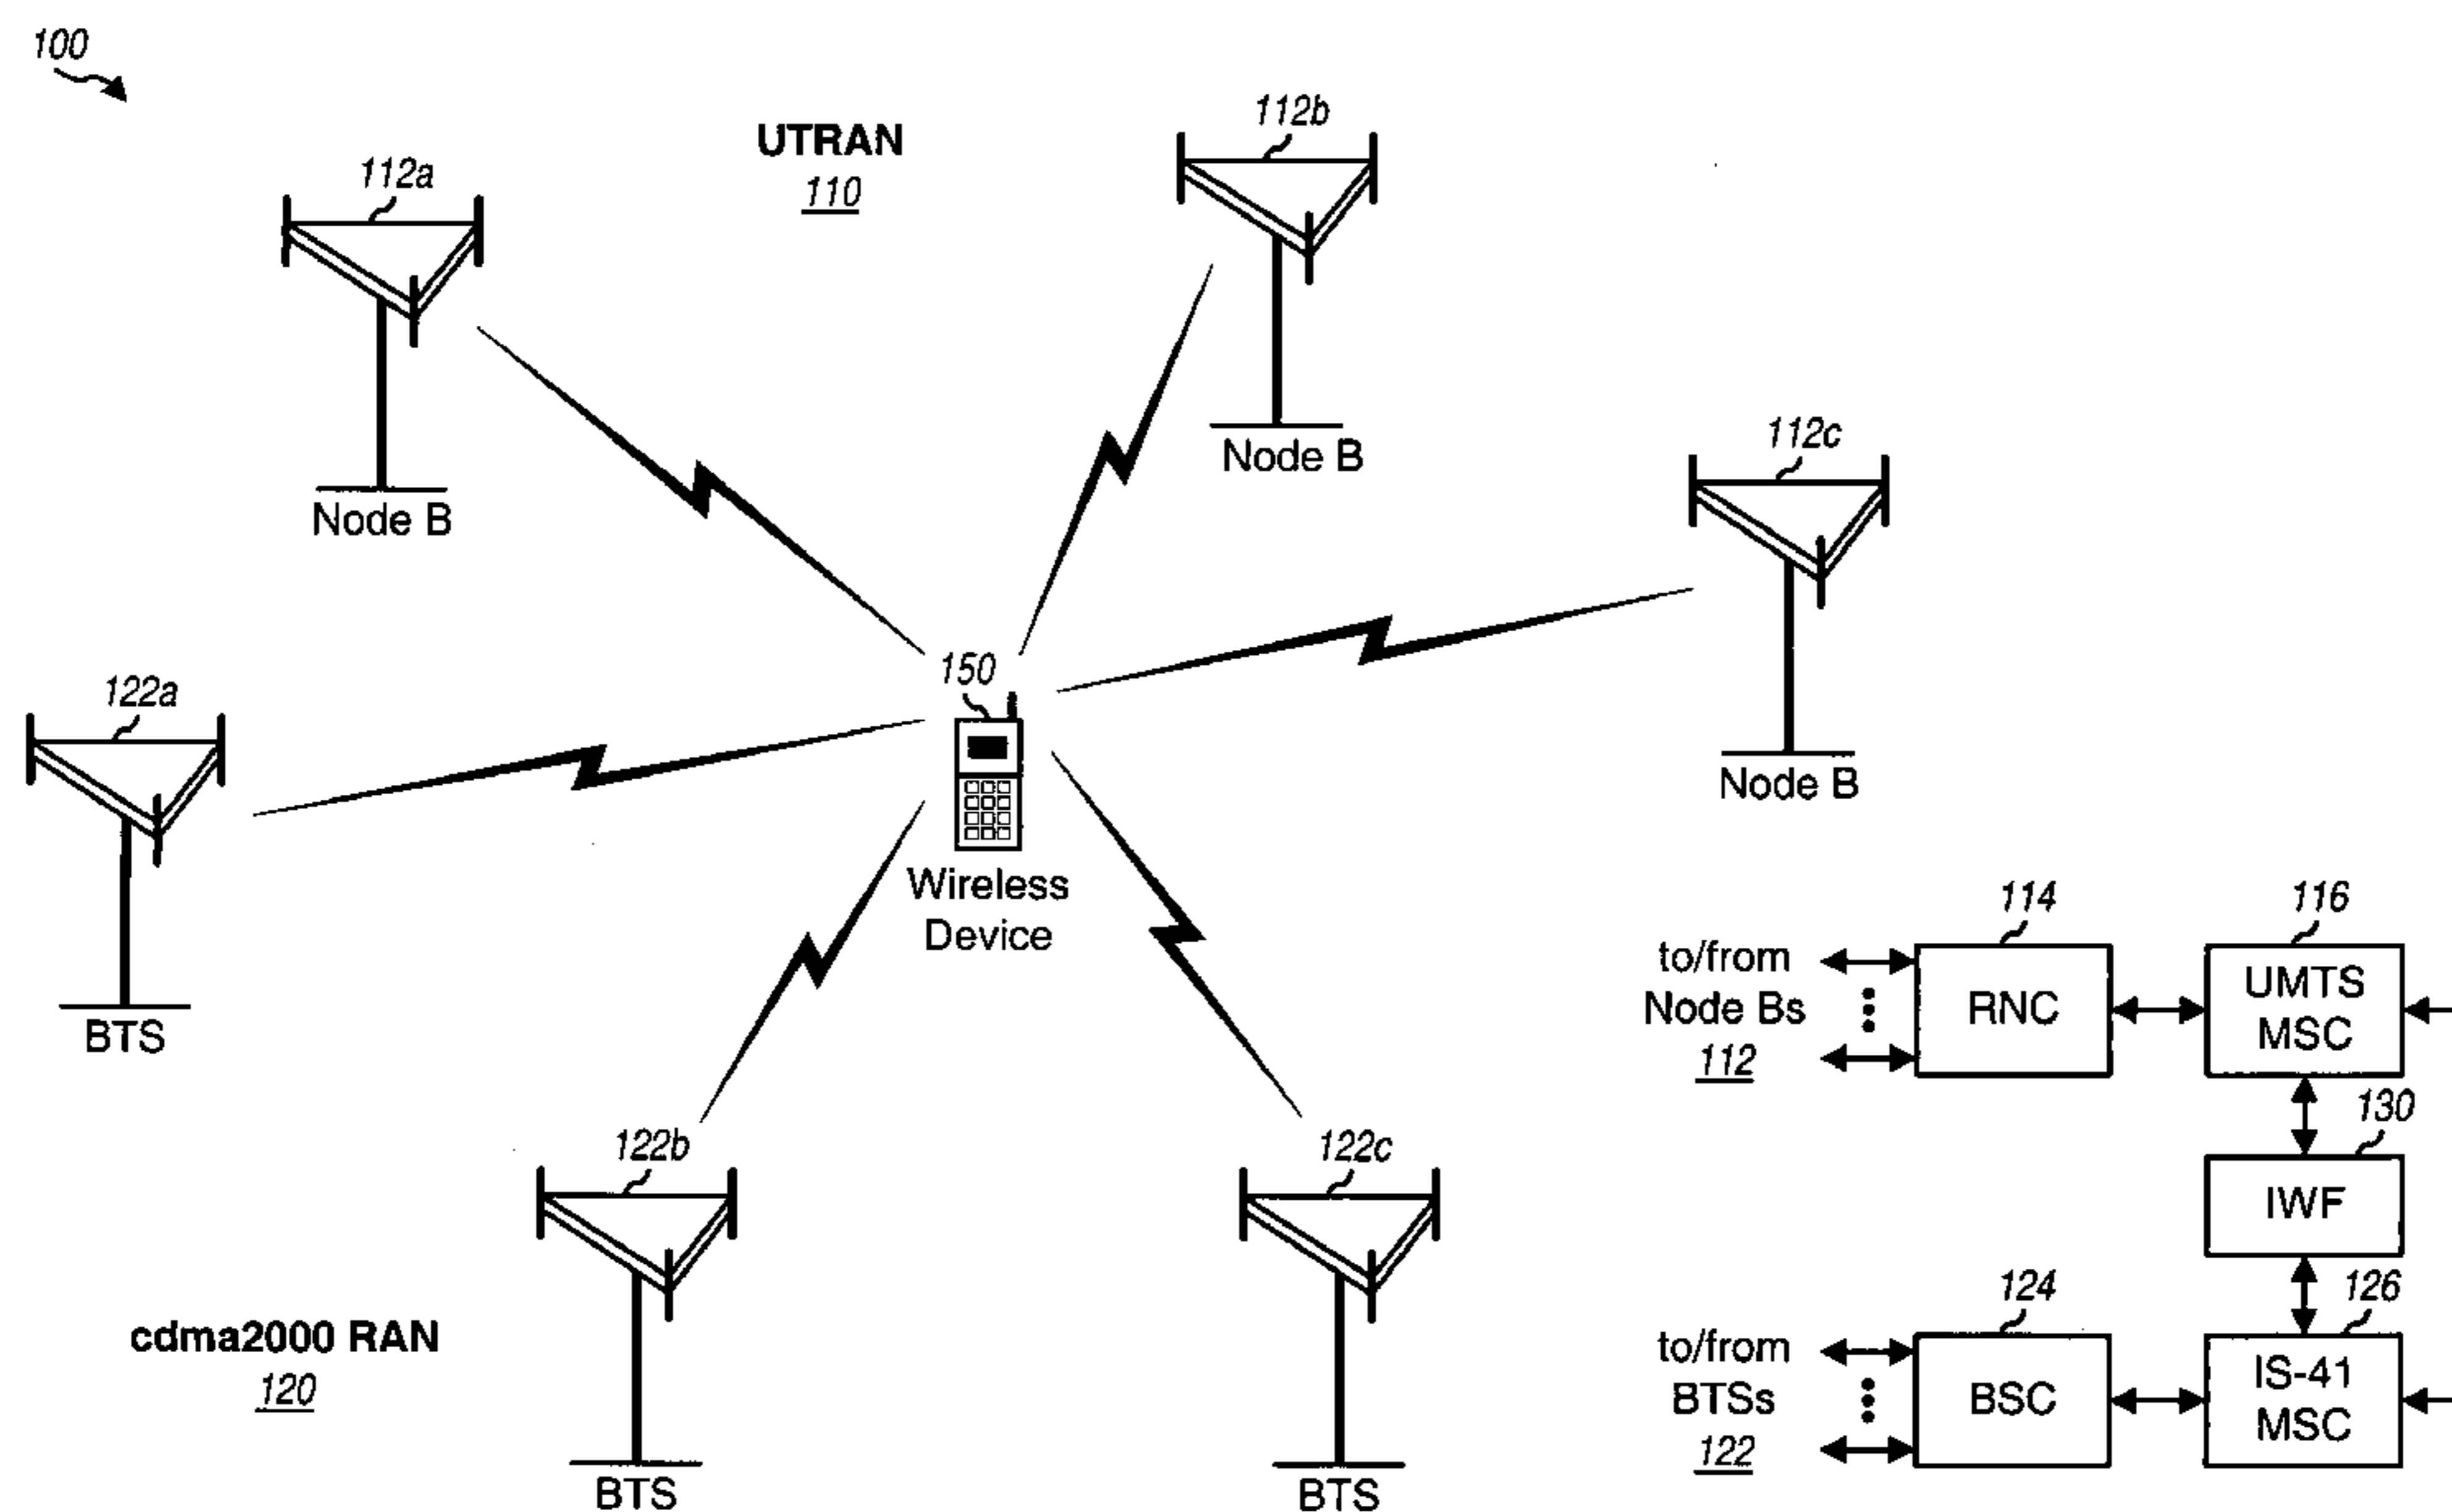 100
UTRAN
110
112a
Node B
112b
Node B
112c
Node B
150
Wireless
Device
122a
BTS
122b
BTS
122c
BTS
cdma2000 RAN
120
to/from
Node Bs
112
114
RNC
116
UMTS
MSC
130
IWF
to/from
BTSs
122
124
BSC
126
IS-41
MSC